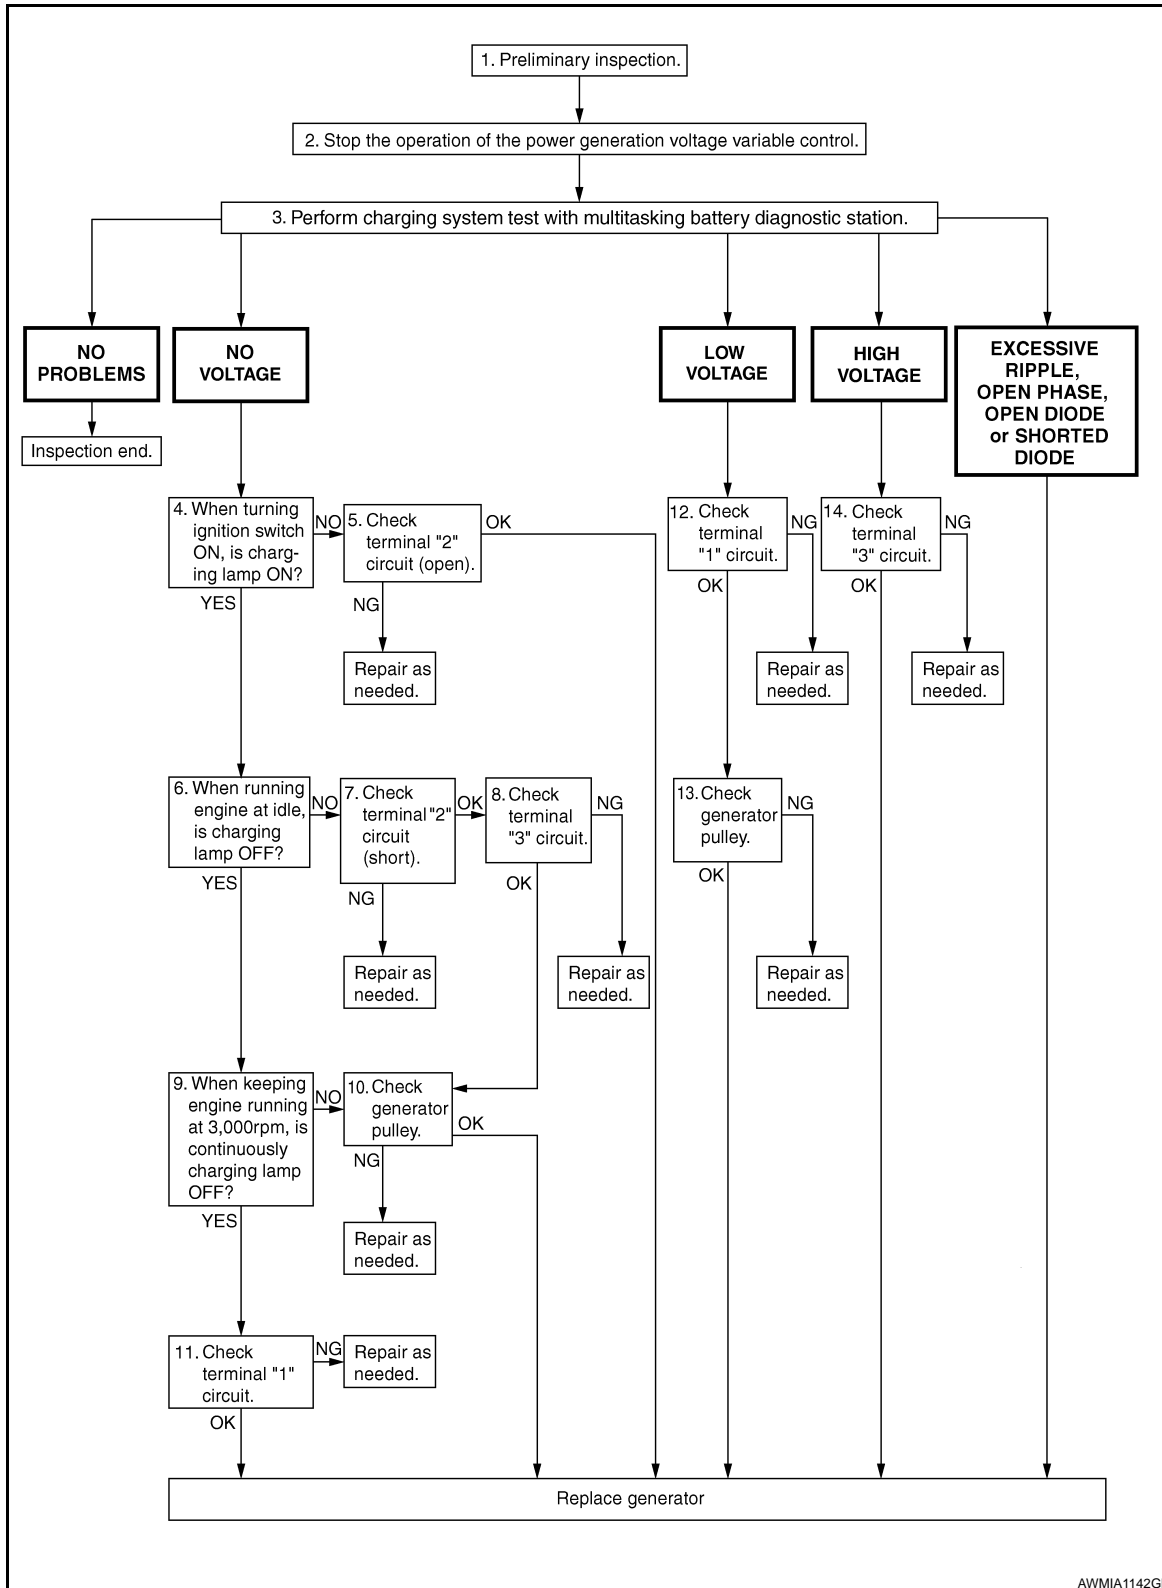 1. Preliminary inspection.
2. Stop the operation of the power generation voltage variable control.
3. Perform charging system test with multitasking battery diagnostic station.
NO
PROBLEMS
NO
VOLTAGE
LOW
VOLTAGE
HIGH
VOLTAGE
EXCESSIVE
RIPPLE,
OPEN PHASE,
OPEN DIODE
or SHORTED
DIODE
Inspection end.
4. When turning
ignition switch
ON, is charg-
ing lamp ON?
NO
YES
5. Check
terminal "2"
circuit (open).
OK
NG
Repair as
needed.
12. Check
terminal
"1" circuit.
NG
OK
Repair as
needed.
14. Check
terminal
"3" circuit.
NG
OK
Repair as
needed.
6. When running
engine at idle,
is charging
lamp OFF?
NO
YES
7. Check
terminal "2"
circuit
(short).
OK
NG
Repair as
needed.
8. Check
terminal
"3" circuit.
NG
OK
Repair as
needed.
13. Check
generator
pulley.
NG
OK
Repair as
needed.
9. When keeping
engine running
at 3,000rpm, is
continuously
charging lamp
OFF?
NO
YES
10. Check
generator
pulley.
OK
NG
Repair as
needed.
11. Check
terminal "1"
circuit.
NG
OK
Repair as
needed.
Replace generator
AWMIA1142G